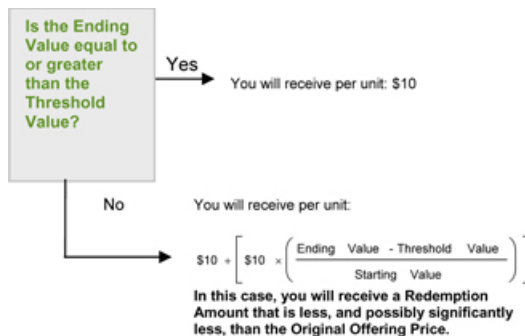 Is the Ending
Value equal to
or greater
than the
Threshold
Value?
Yes
You will receive per unit: $10
No
You will receive per unit:
$10 + [ $10 × ( Ending Value - Threshold Value
Starting Value ) ]
In this case, you will receive a Redemption
Amount that is less, and possibly significantly
less, than the Original Offering Price.